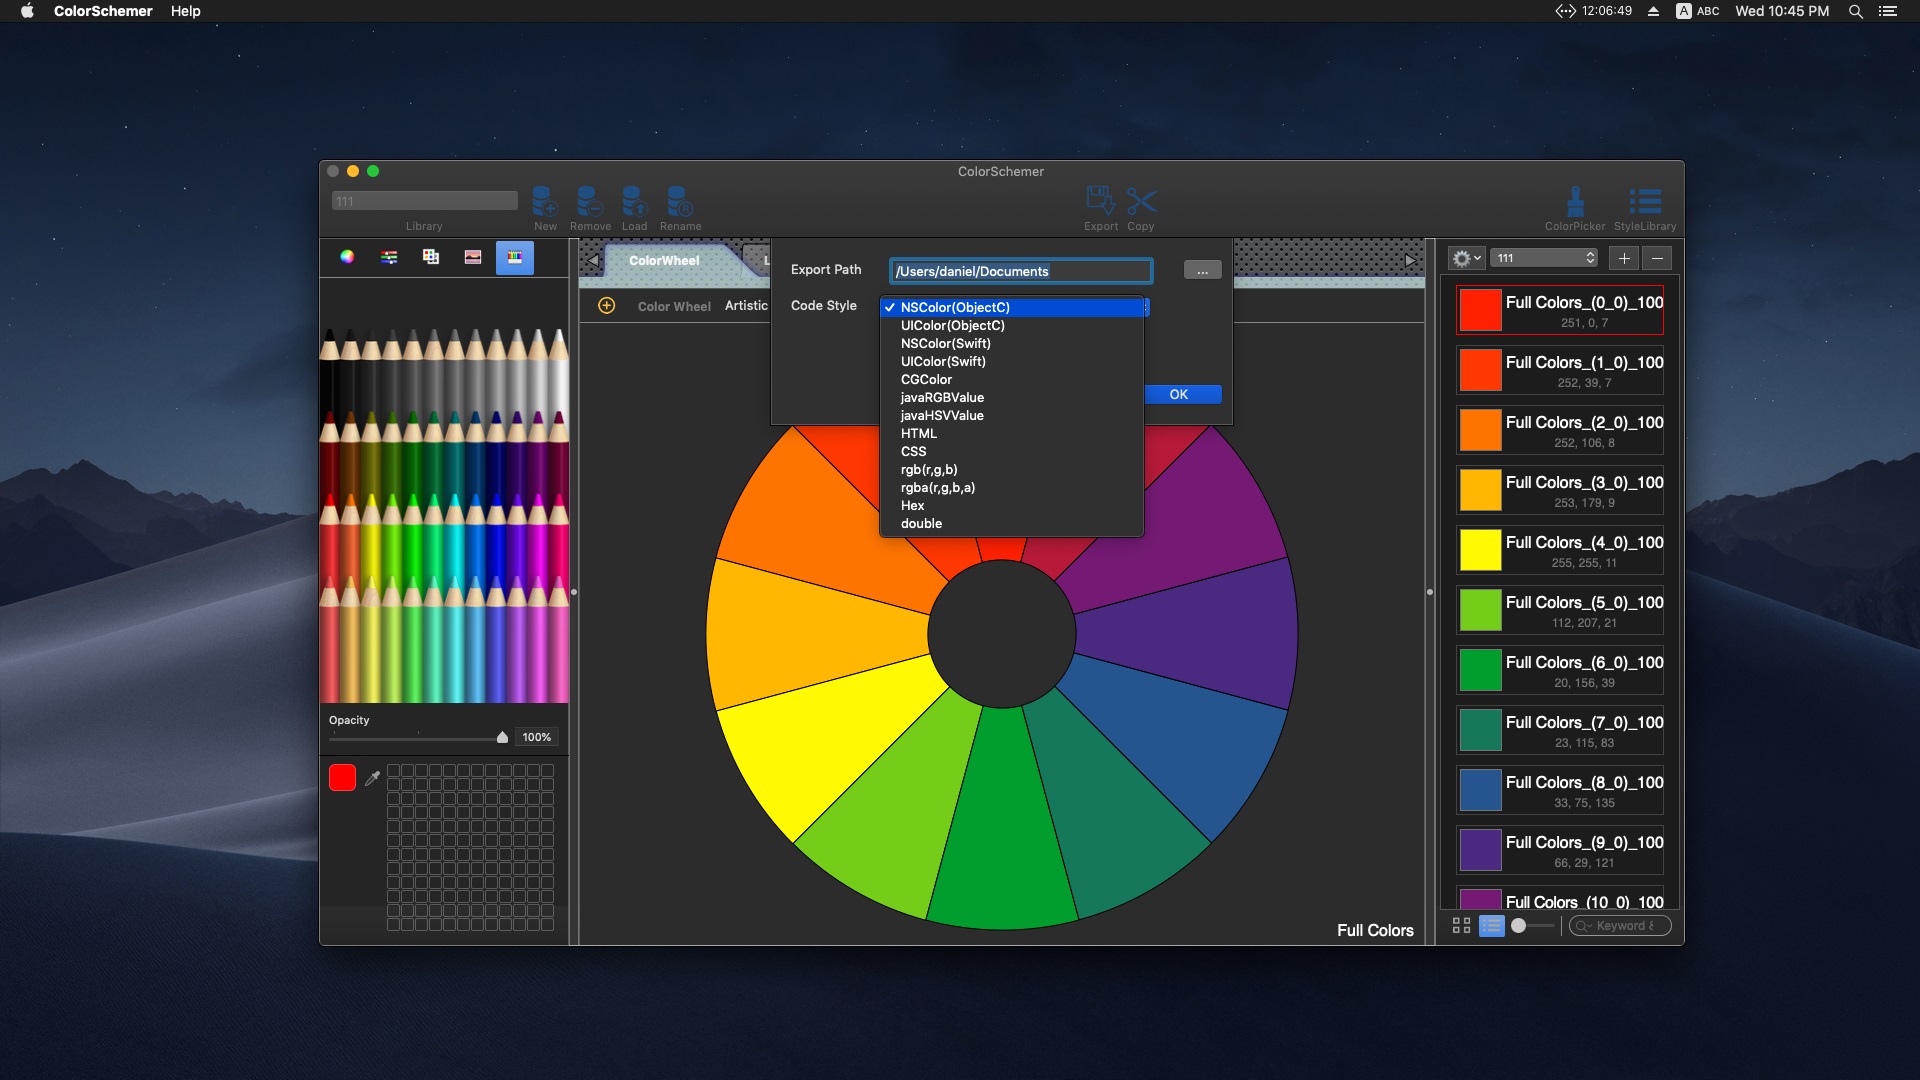 ColorSchemer Help
12:06:49 A ABC Wed 10:45 PM
ColorSchemer
111
Library
New
Remove
Load
Rename
Export
Copy
ColorPicker
StyleLibrary
ColorWheel
L
Color Wheel
Artistic
Export Path
/Users/daniel/Documents
...
Code Style
✓ NSColor(ObjectC)
UIColor(ObjectC)
NSColor(Swift)
UIColor(Swift)
CGColor
javaRGBValue
javaHSVValue
HTML
CSS
rgb(r,g,b)
rgba(r,g,b,a)
Hex
double
OK
Opacity
100%
Full Colors
111
Full Colors_(0_0)_100
251, 0, 7
Full Colors_(1_0)_100
252, 39, 7
Full Colors_(2_0)_100
252, 106, 8
Full Colors_(3_0)_100
253, 179, 9
Full Colors_(4_0)_100
255, 255, 11
Full Colors_(5_0)_100
112, 207, 21
Full Colors_(6_0)_100
20, 156, 39
Full Colors_(7_0)_100
23, 115, 83
Full Colors_(8_0)_100
33, 75, 135
Full Colors_(9_0)_100
66, 29, 121
Full Colors_(10_0)_100
Keyword